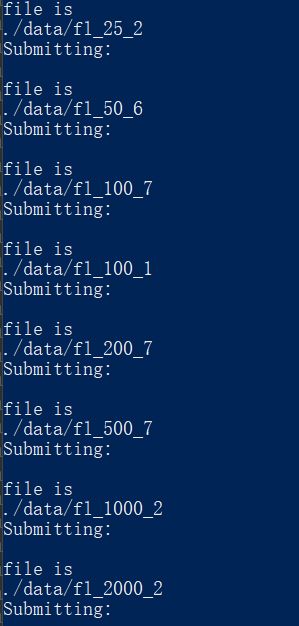 file is
./data/fl_25_2
Submitting:
file is
./data/fl_50_6
Submitting:
file is
./data/fl_100_7
Submitting:
file is
./data/fl_100_1
Submitting:
file is
./data/fl_200_7
Submitting:
file is
./data/fl_500_7
Submitting:
file is
./data/fl_1000_2
Submitting:
file is
./data/fl_2000_2
Submitting: